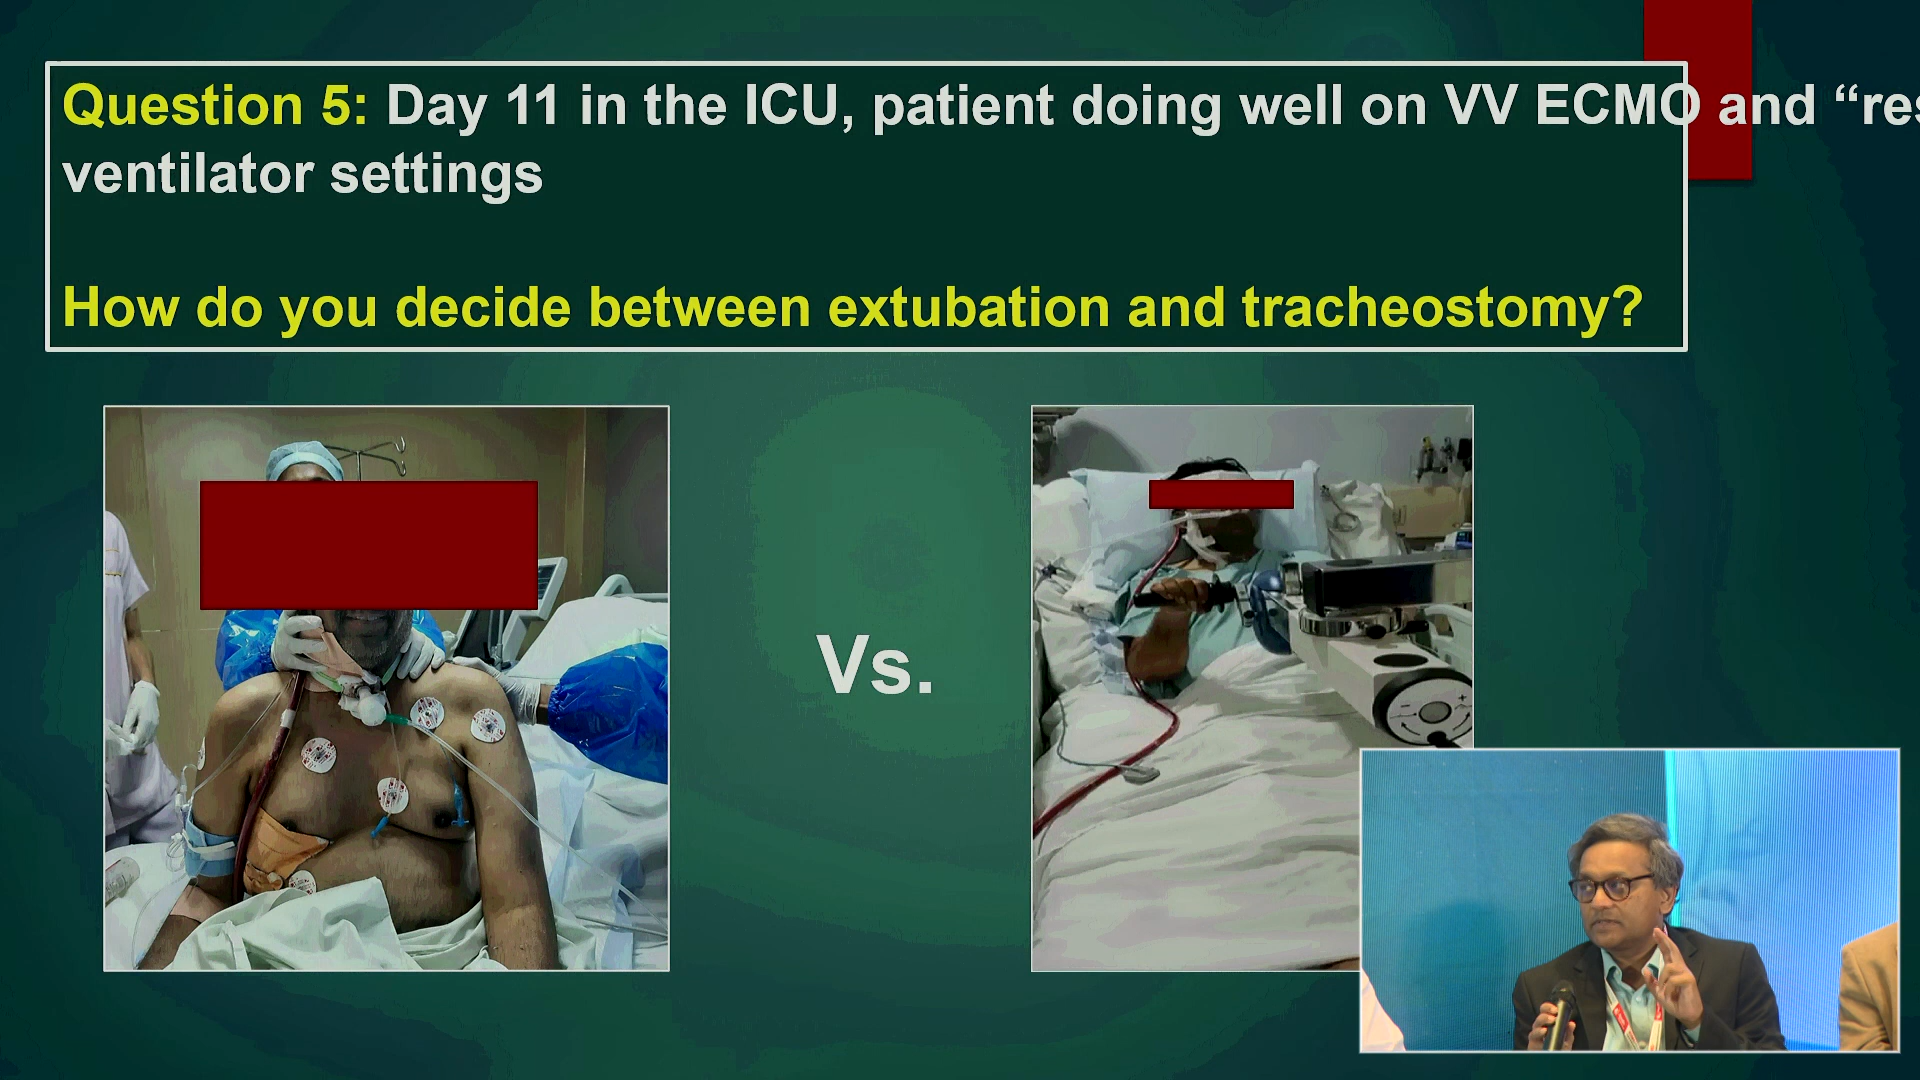 Question 5: Day 11 in the ICU, patient doing well on VV ECMO and “res
ventilator settings
How do you decide between extubation and tracheostomy?
Vs.